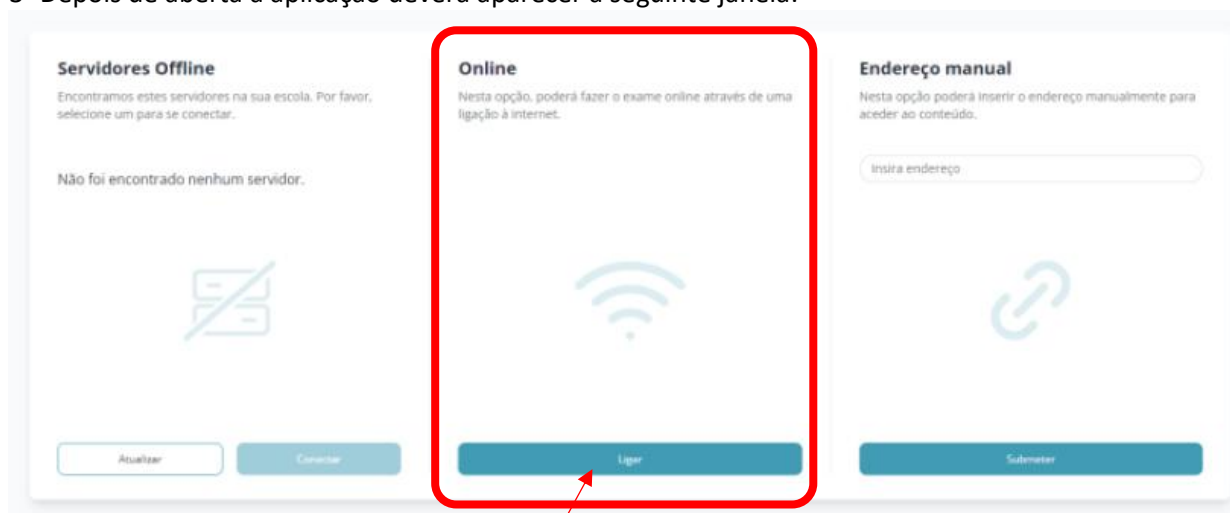 Depois de aberta a aplicação deverá aparecer a seguinte janela:
Servidores Offline
Encontramos estes servidores na sua escola. Por favor,
selecione um para se conectar.
Não foi encontrado nenhum servidor.
Atualizar
Conectar
Online
Nesta opção, poderá fazer o exame online através de uma
ligação à internet.
Ligar
Endereço manual
Nesta opção poderá inserir o endereço manualmente para
aceder ao conteúdo.
Insira endereço
Submeter